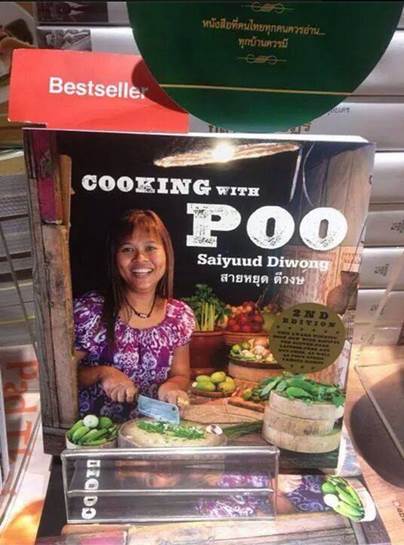 หนังสือที่คนไทยทุกคนควรอ่าน...
ทุกบ้านควรมี
Bestseller
COOKING WITH
POO
Saiyuud Diwong
สายหยุด ดีวงษ์
2ND
EDITION